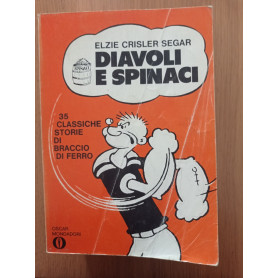 ELZIE CRISLER SEGAR
DIAVOLI
E SPINACI
35
CLASSICHE
STORIE
DI
BRACCIO
DI FERRO
OSCAR
MONDADORI